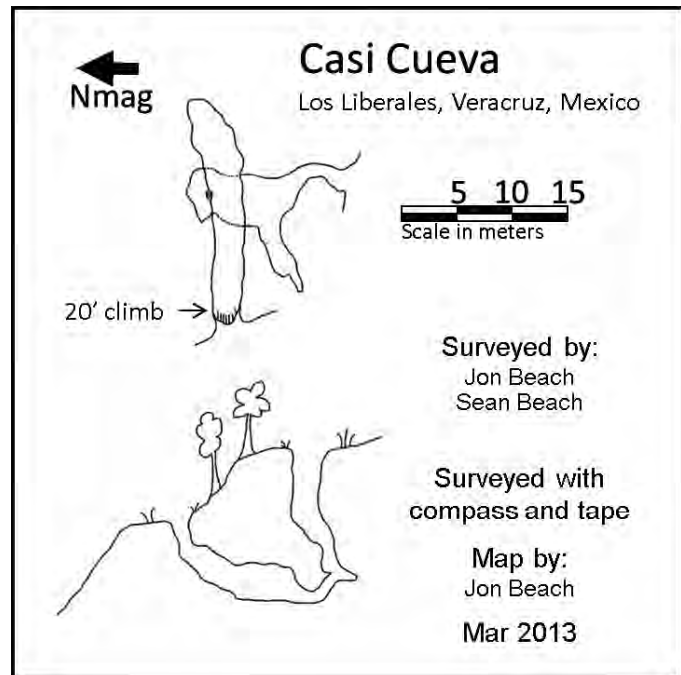 Casi Cueva
Nmag
Los Liberales, Veracruz, Mexico
5 10 15
Scale in meters
20' climb
Surveyed by:
Jon Beach
Sean Beach
Surveyed with
compass and tape
Map by:
Jon Beach
Mar 2013